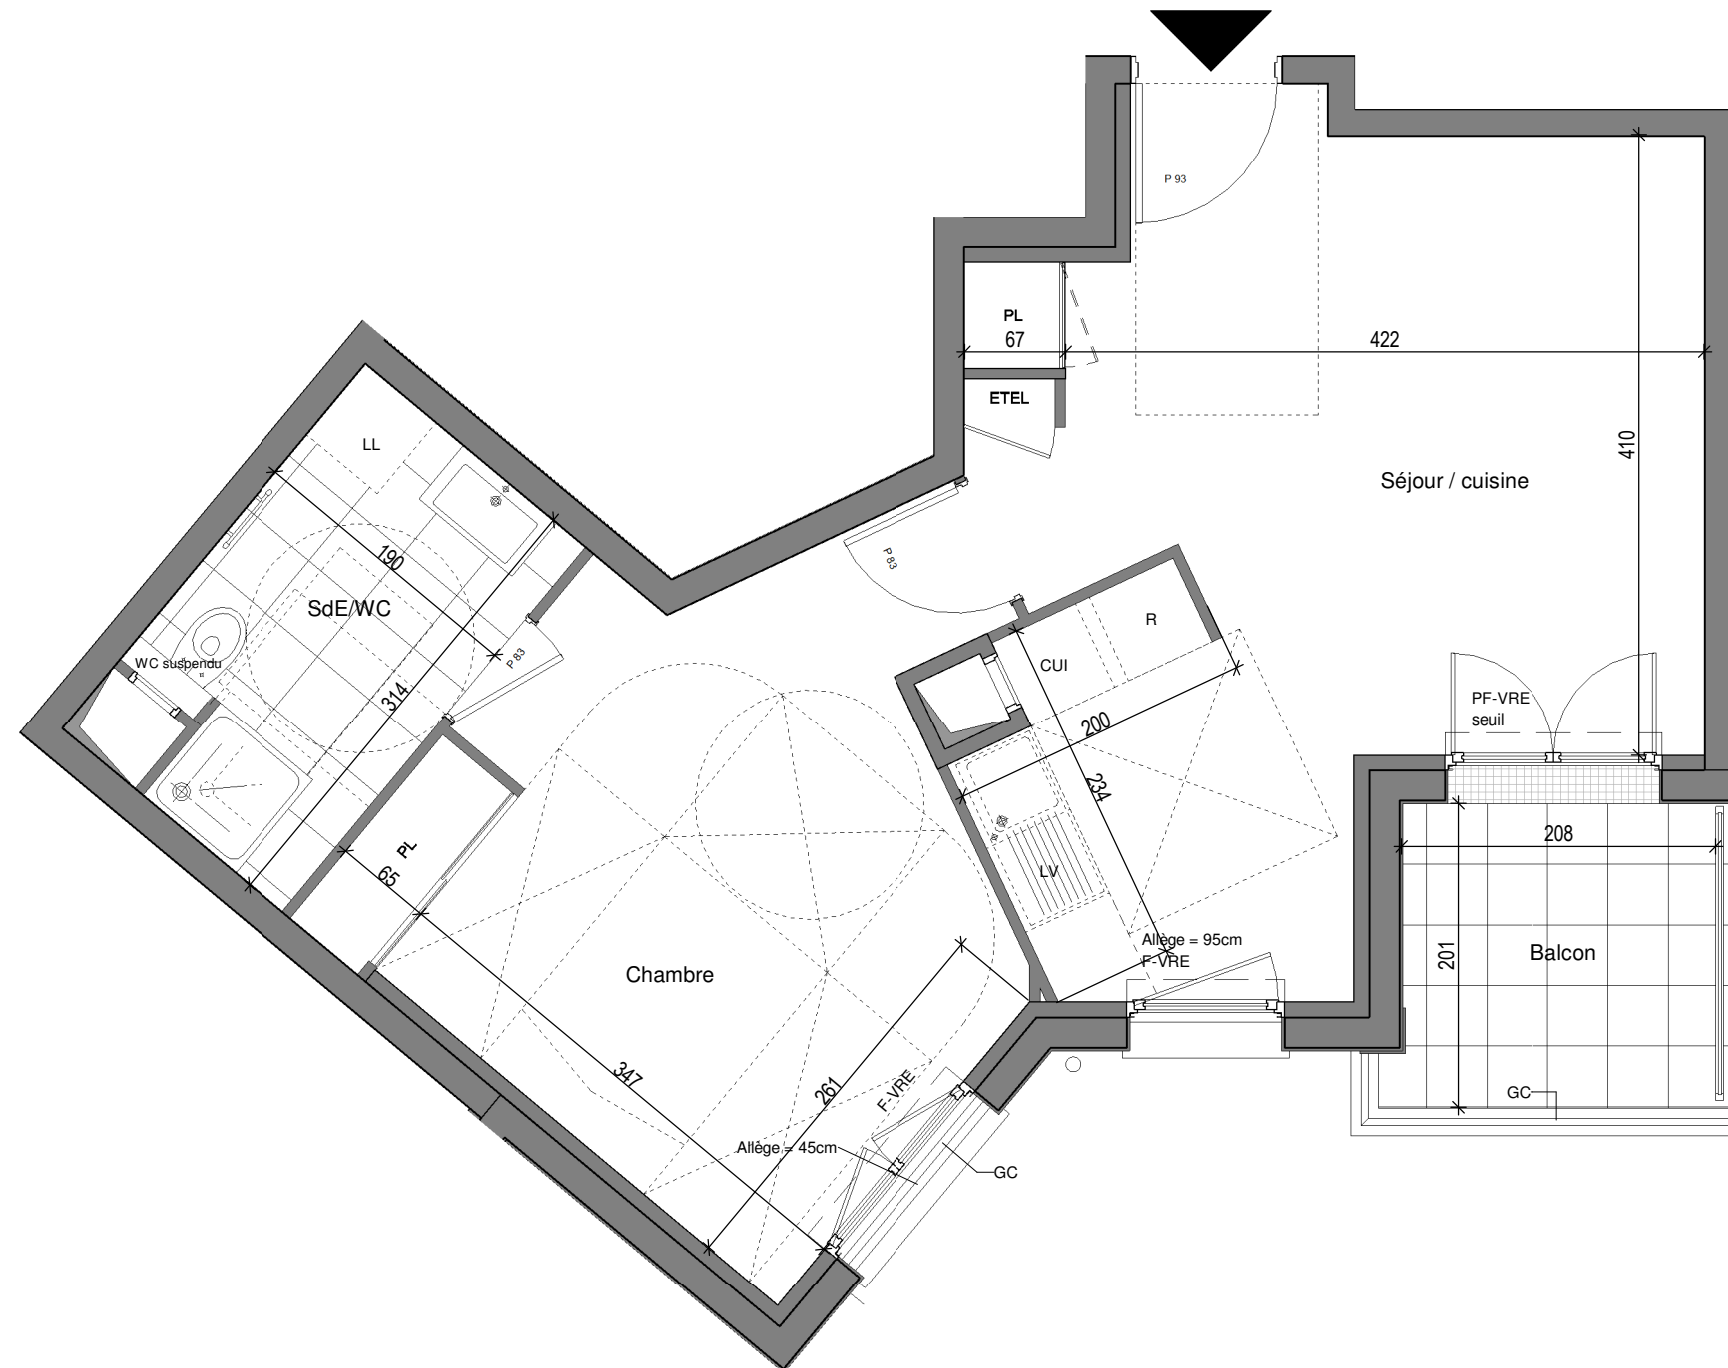 P 93
PL
67
422
ETEL
410
LL
Séjour / cuisine
190
P 83
SdE/WC
R
P 83
CUI
WC suspendu
314
PF-VRE
seuil
200
234
208
PL
65
LV
Allège = 95cm
F-VRE
201
Balcon
Chambre
347
261
F-VRE
GC
Allège = 45cm
GC